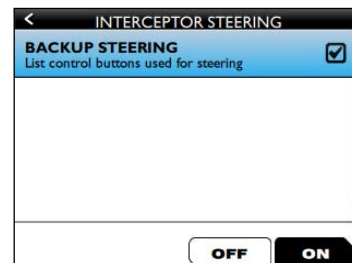 < INTERCEPTOR STEERING
BACKUP STEERING
List control buttons used for steering
OFF ON